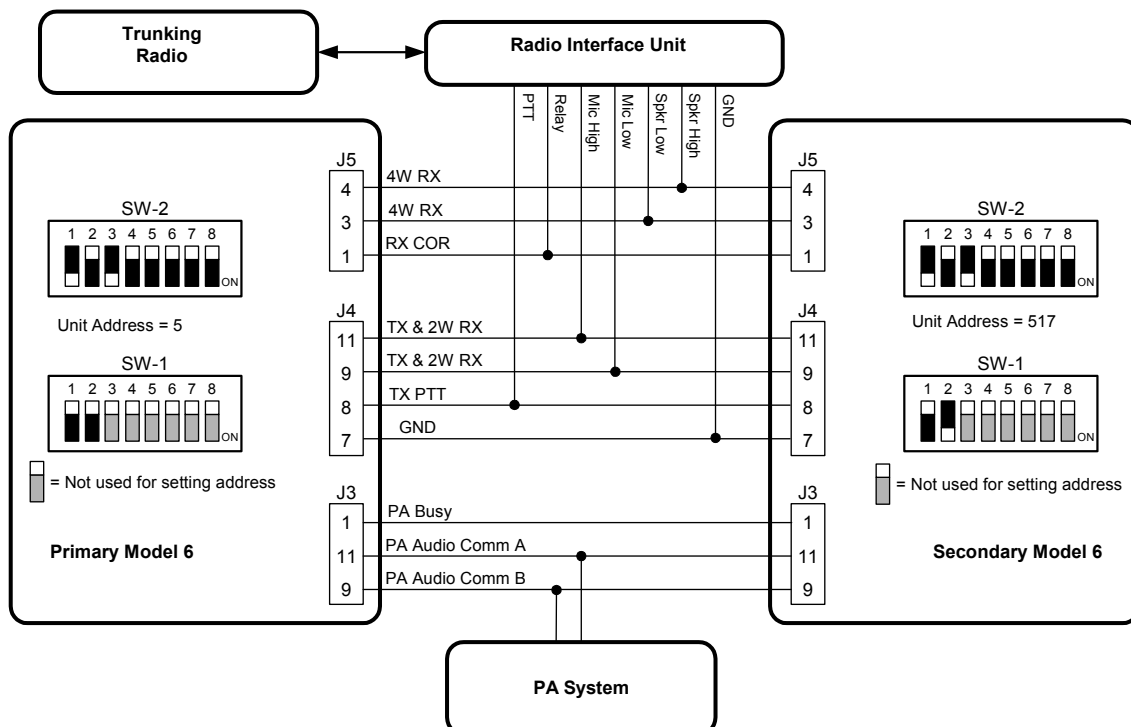 Trunking
Radio
Radio Interface Unit
PTT
Relay
Mic High
Mic Low
Spkr Low
Spkr High
GND
J5
4
3
1
4W RX
4W RX
RX COR
J5
4
3
1
SW-2
1 2 3 4 5 6 7 8
ON
Unit Address = 5
SW-1
1 2 3 4 5 6 7 8
ON
= Not used for setting address
Primary Model 6
J4
11
9
8
7
TX & 2W RX
TX & 2W RX
TX PTT
GND
J4
11
9
8
7
J3
1
11
9
PA Busy
PA Audio Comm A
PA Audio Comm B
J3
1
11
9
SW-2
1 2 3 4 5 6 7 8
ON
Unit Address = 517
SW-1
1 2 3 4 5 6 7 8
ON
= Not used for setting address
Secondary Model 6
PA System